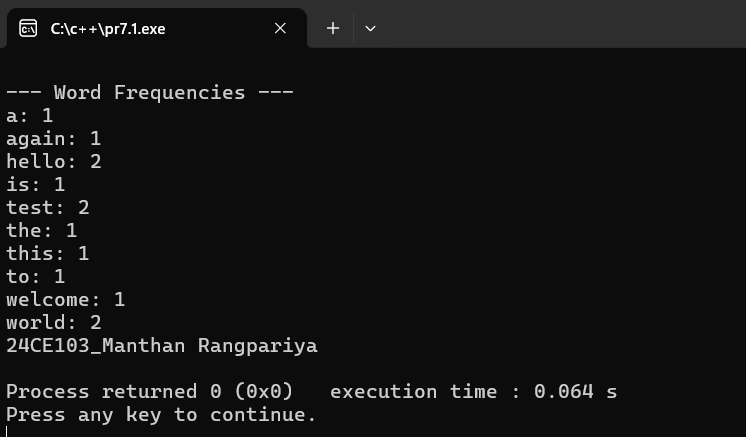 C:\c++\pr7.1.exe
--- Word Frequencies ---
a: 1
again: 1
hello: 2
is: 1
test: 2
the: 1
this: 1
to: 1
welcome: 1
world: 2
24CE103_Manthan Rangpariya
Process returned 0 (0x0)   execution time : 0.064 s
Press any key to continue.